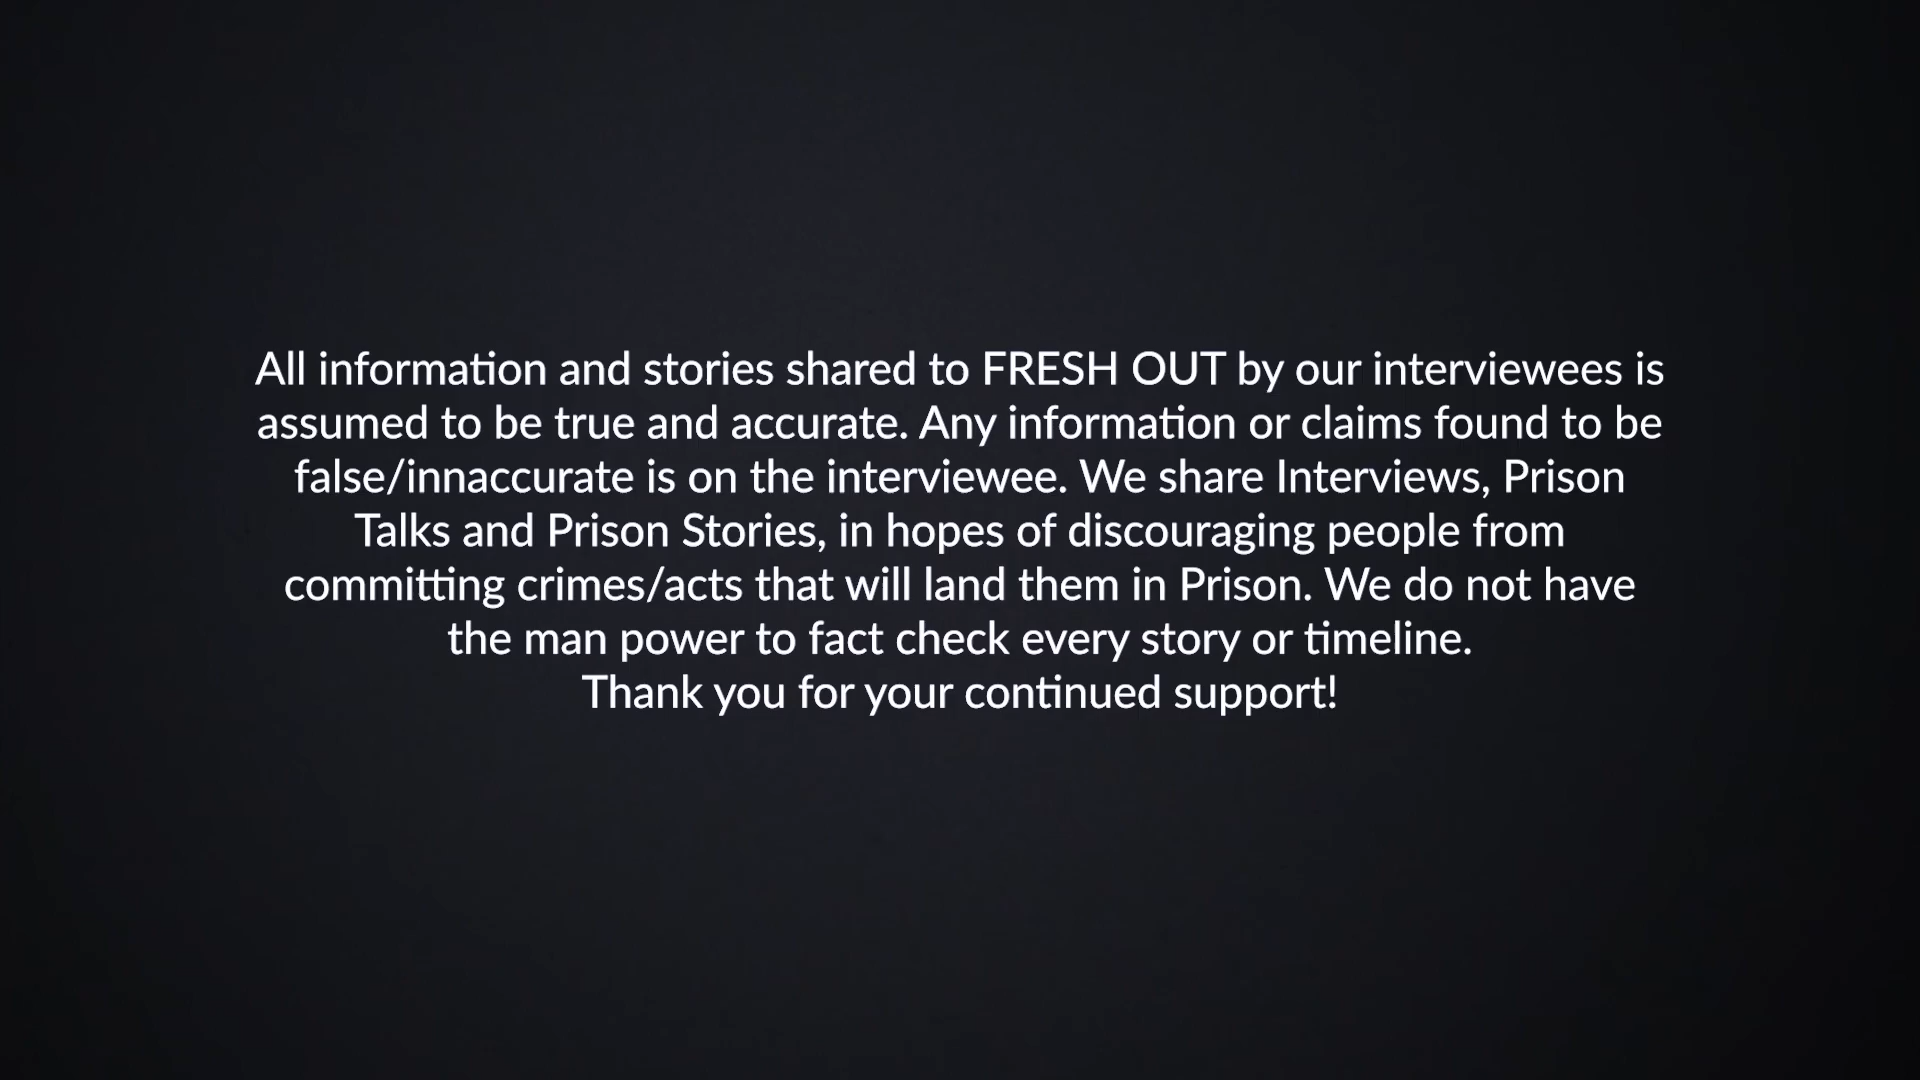 All information and stories shared to FRESH OUT by our interviewees is
assumed to be true and accurate. Any information or claims found to be
false/innaccurate is on the interviewee. We share Interviews, Prison
Talks and Prison Stories, in hopes of discouraging people from
committing crimes/acts that will land them in Prison. We do not have
the man power to fact check every story or timeline.
Thank you for your continued support!